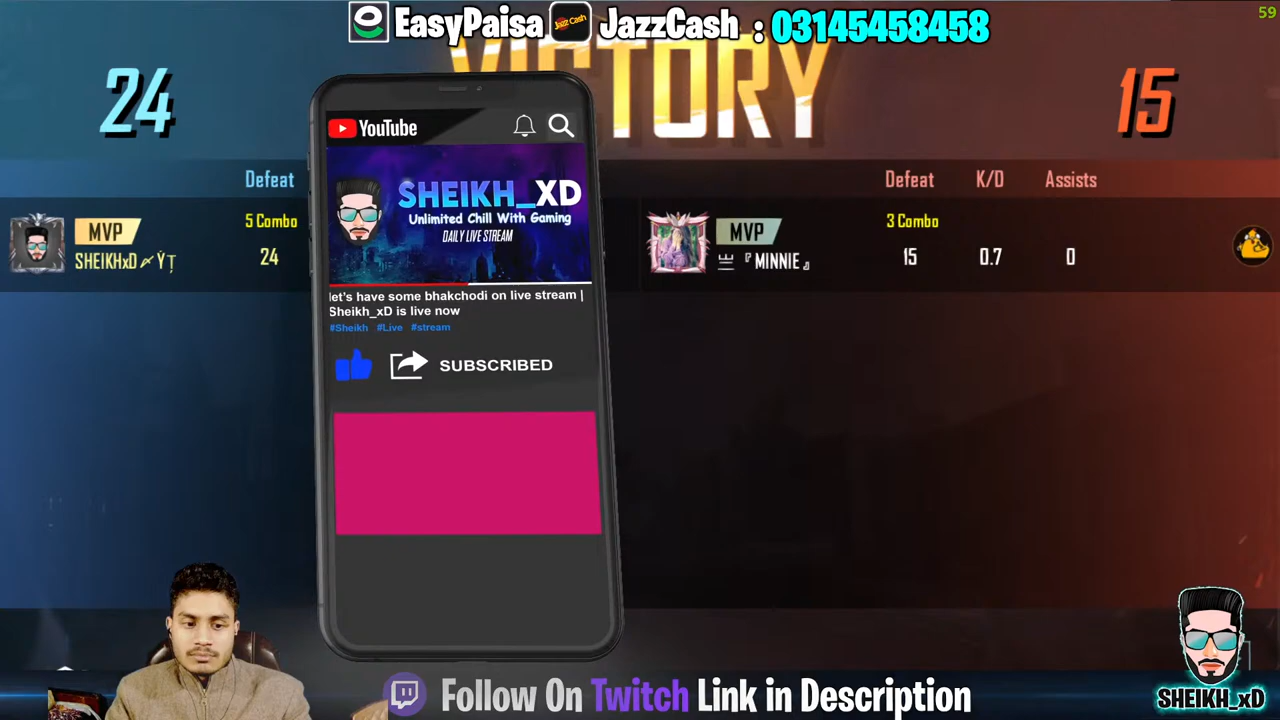 EasyPaisa JazzCash : 03145458458
59
24 VICTORY 15
YouTube
Defeat
Defeat K/D Assists
SHEIKH_XD
Unlimited Chill With Gaming
DAILY LIVE STREAM
MVP 5 Combo
SHEIKHxD 24
MVP 3 Combo
『MINNIE』 15 0.7 0
let's have some bhakchodi on live stream |
Sheikh_xD is live now
#Sheikh #Live #stream
SUBSCRIBED
Follow On Twitch Link in Description
SHEIKH_xD